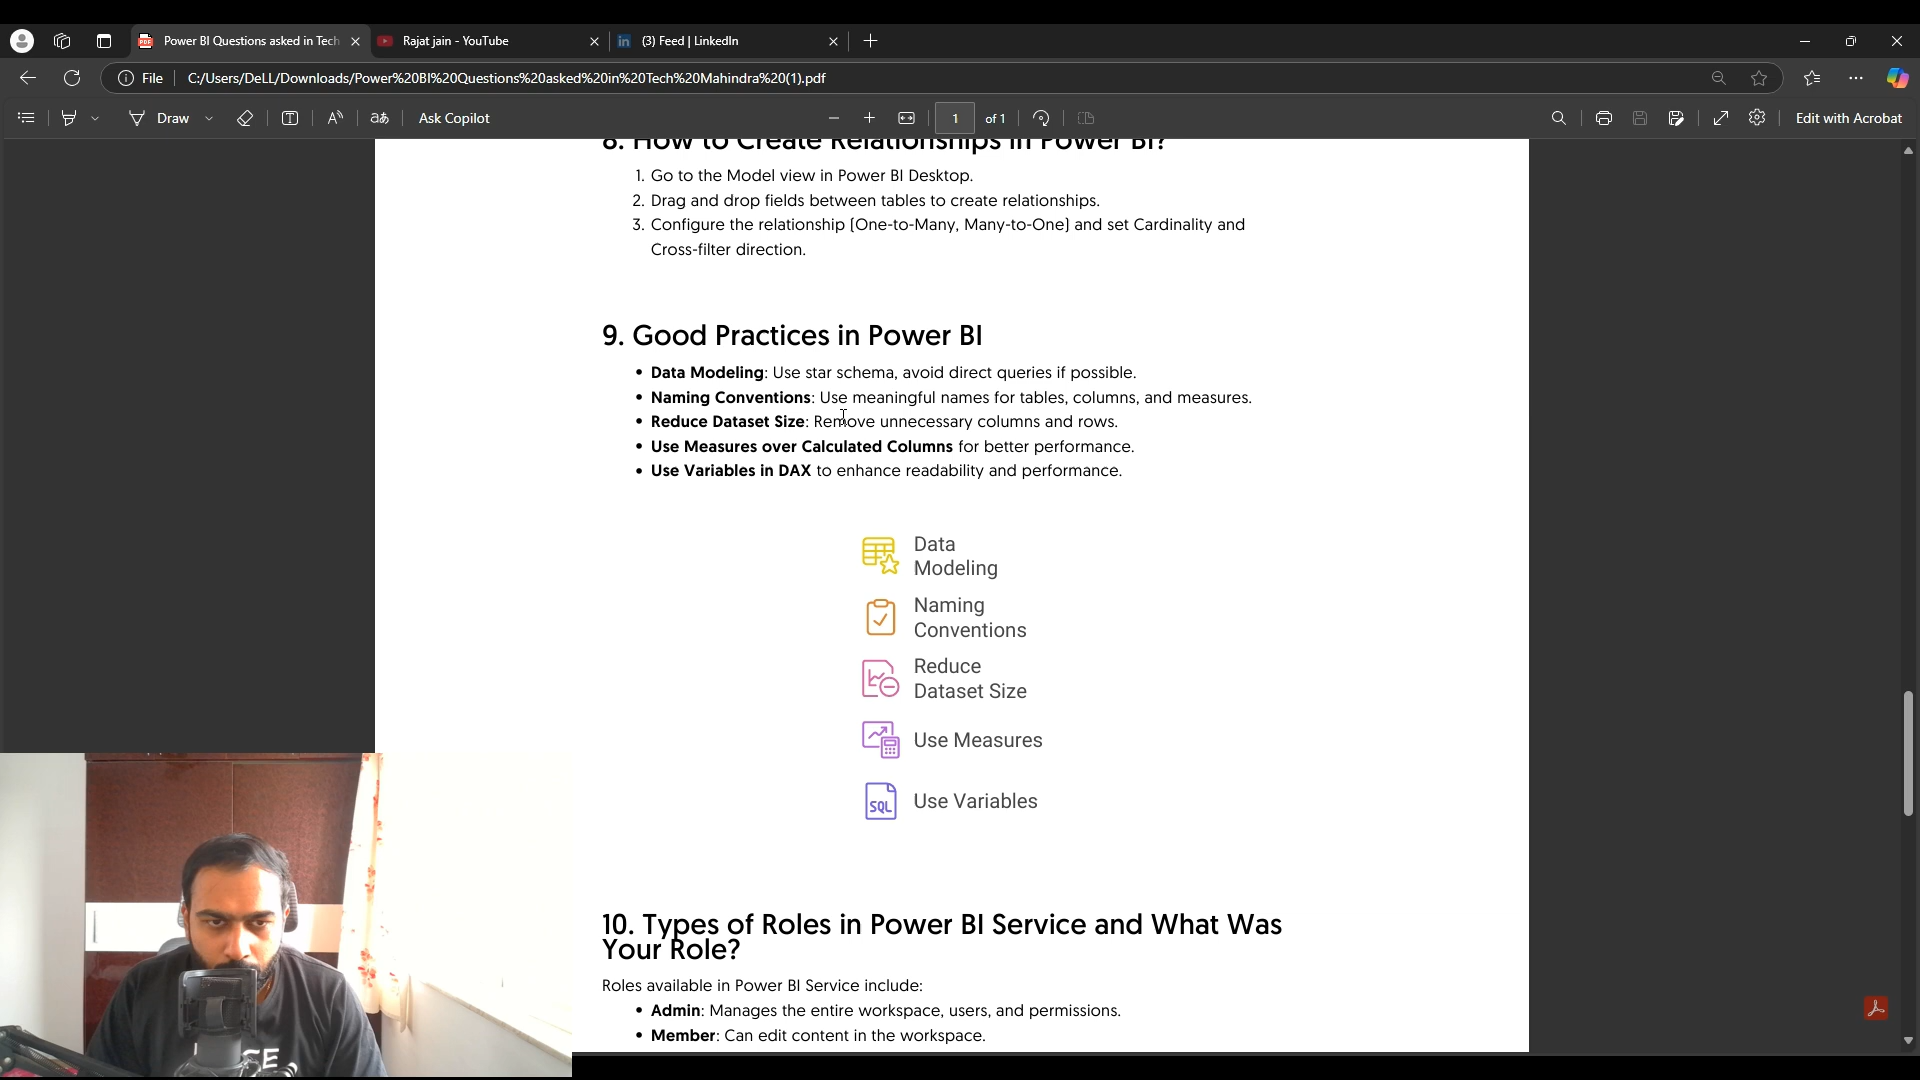 Power BI Questions asked in Tech
Rajat jain - YouTube
(3) Feed | LinkedIn
File
C:/Users/DeLL/Downloads/Power%20BI%20Questions%20asked%20in%20Tech%20Mahindra%20(1).pdf
Draw
Ask Copilot
1 of 1
Edit with Acrobat
8. How to Create Relationships in Power BI?
1. Go to the Model view in Power BI Desktop.
2. Drag and drop fields between tables to create relationships.
3. Configure the relationship (One-to-Many, Many-to-One) and set Cardinality and
Cross-filter direction.
9. Good Practices in Power BI
• Data Modeling: Use star schema, avoid direct queries if possible.
• Naming Conventions: Use meaningful names for tables, columns, and measures.
• Reduce Dataset Size: Remove unnecessary columns and rows.
• Use Measures over Calculated Columns for better performance.
• Use Variables in DAX to enhance readability and performance.
Data
Modeling
Naming
Conventions
Reduce
Dataset Size
Use Measures
SQL
Use Variables
10. Types of Roles in Power BI Service and What Was
Your Role?
Roles available in Power BI Service include:
• Admin: Manages the entire workspace, users, and permissions.
• Member: Can edit content in the workspace.